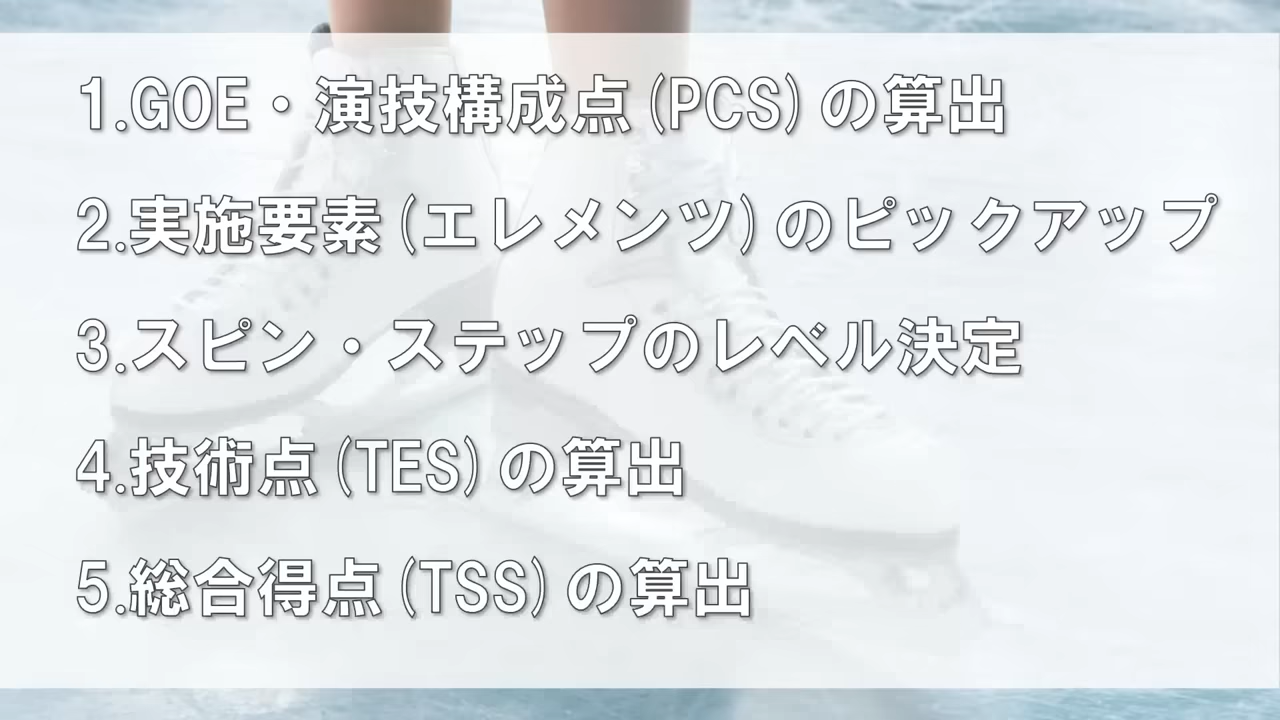 1.GOE・演技構成点(PCS)の算出
2.実施要素(エレメンツ)のピックアップ
3.スピン・ステップのレベル決定
4.技術点(TES)の算出
5.総合得点(TSS)の算出